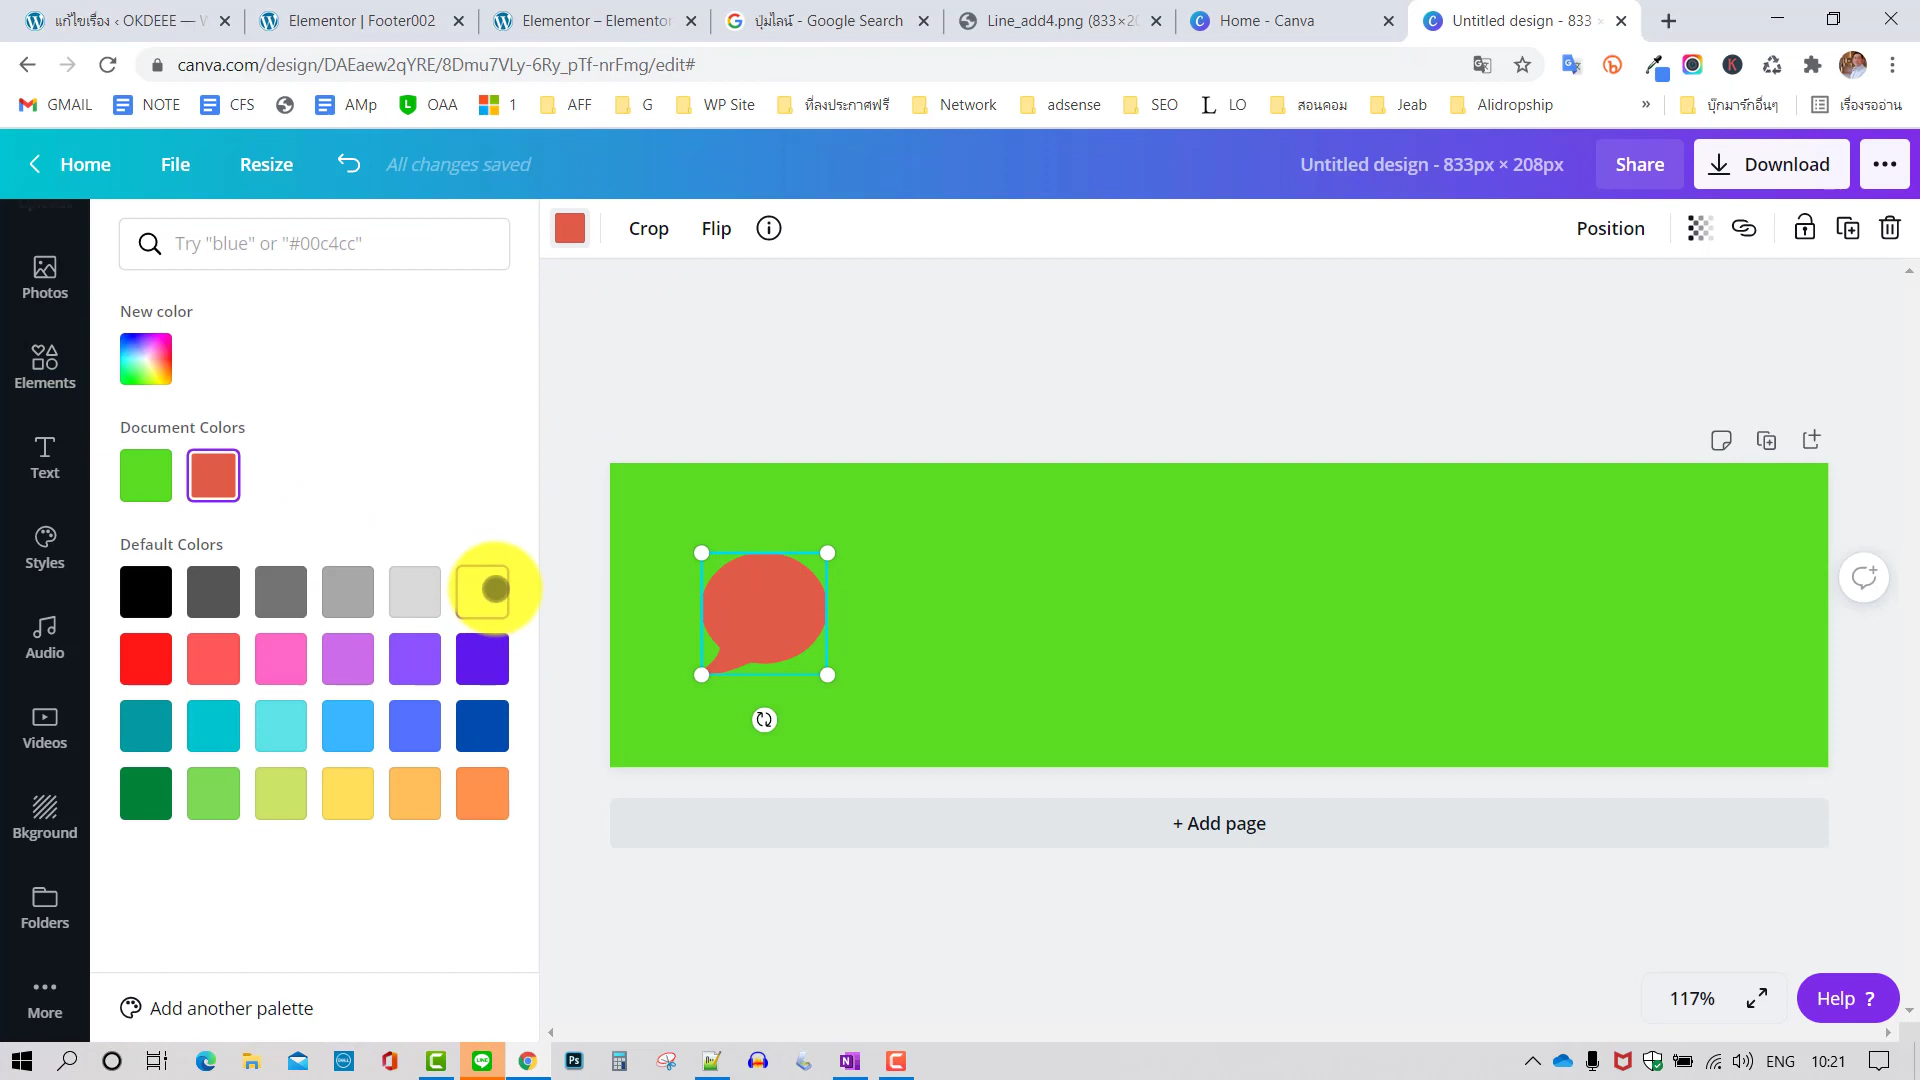 แก้ไขเรื่อง ‹ OKDEEE — W
Elementor | Footer002
Elementor – Elementor
ปุ่มไลน์ - Google Search
Line_add4.png (833×20
Home - Canva
Untitled design - 833
canva.com/design/DAEaew2qYRE/8Dmu7VLy-6Ry_pTf-nrFmg/edit#
GMAIL
NOTE
CFS
AMp
OAA
1
AFF
G
WP Site
ที่ลงประกาศฟรี
Network
adsense
SEO
LO
สอนคอม
Jeab
Alidropship
»
บุ๊กมาร์กอื่นๆ
เรื่องรออ่าน
Home
File
Resize
All changes saved
Untitled design - 833px × 208px
Share
Download
Try "blue" or "#00c4cc"
Crop
Flip
Position
Photos
Elements
Text
Styles
Audio
Videos
Bkground
Folders
More
New color
Document Colors
Default Colors
Add another palette
+ Add page
117%
Help ?
ENG
10:21